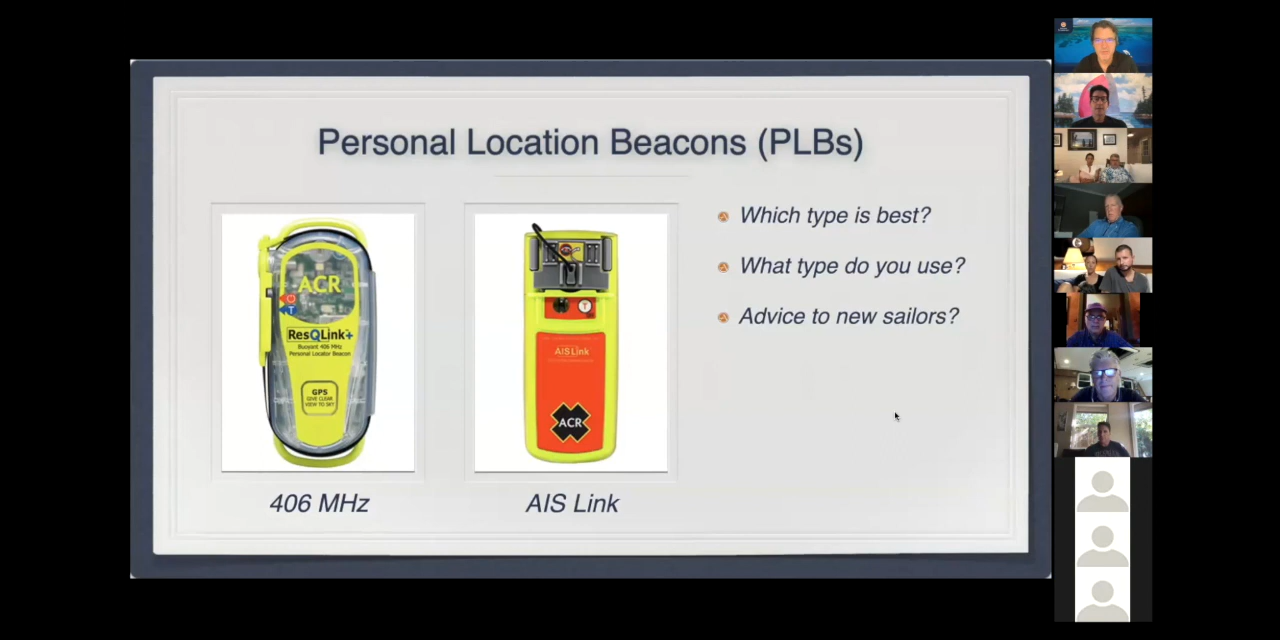 Personal Location Beacons (PLBs)
ACR
ResQLink+
Buoyant 406 MHz
Personal Locator Beacon
GPS
GIVE CLEAR
VIEW TO SKY
406 MHz
AIS Link
ACR
AIS Link
Which type is best?
What type do you use?
Advice to new sailors?